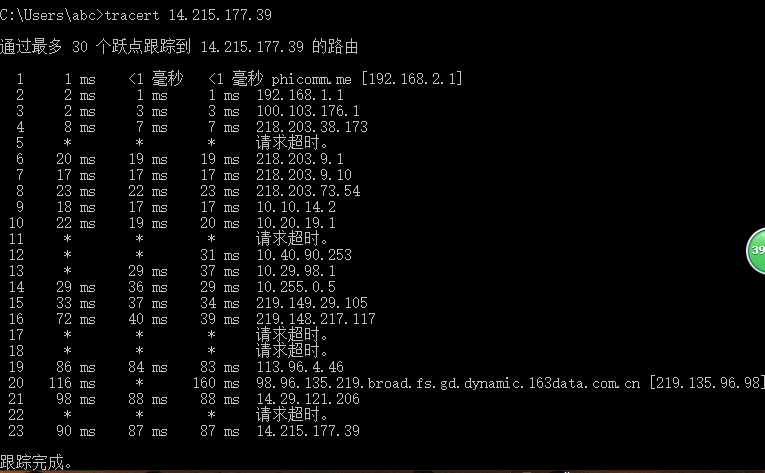 C:\Users\abc>tracert 14.215.177.39
通过最多 30 个跃点跟踪到 14.215.177.39 的路由
1 1 ms <1 毫秒 <1 毫秒 phicomm.me [192.168.2.1]
2 2 ms 1 ms 1 ms 192.168.1.1
3 2 ms 3 ms 3 ms 100.103.176.1
4 8 ms 7 ms 7 ms 218.203.38.173
5 * * * 请求超时。
6 20 ms 19 ms 19 ms 218.203.9.1
7 17 ms 17 ms 17 ms 218.203.9.10
8 23 ms 22 ms 23 ms 218.203.73.54
9 18 ms 17 ms 17 ms 10.10.14.2
10 22 ms 19 ms 20 ms 10.20.19.1
11 * * * 请求超时。
12 * * 31 ms 10.40.90.253
13 * 29 ms 37 ms 10.29.98.1
14 29 ms 36 ms 29 ms 10.255.0.5
15 33 ms 37 ms 34 ms 219.149.29.105
16 72 ms 40 ms 39 ms 219.148.217.117
17 * * * 请求超时。
18 * * * 请求超时。
19 86 ms 84 ms 83 ms 113.96.4.46
20 116 ms * 160 ms 98.96.135.219.broad.fs.gd.dynamic.163data.com.cn [219.135.96.98]
21 98 ms 88 ms 88 ms 14.29.121.206
22 * * * 请求超时。
23 90 ms 87 ms 87 ms 14.215.177.39
跟踪完成。
39